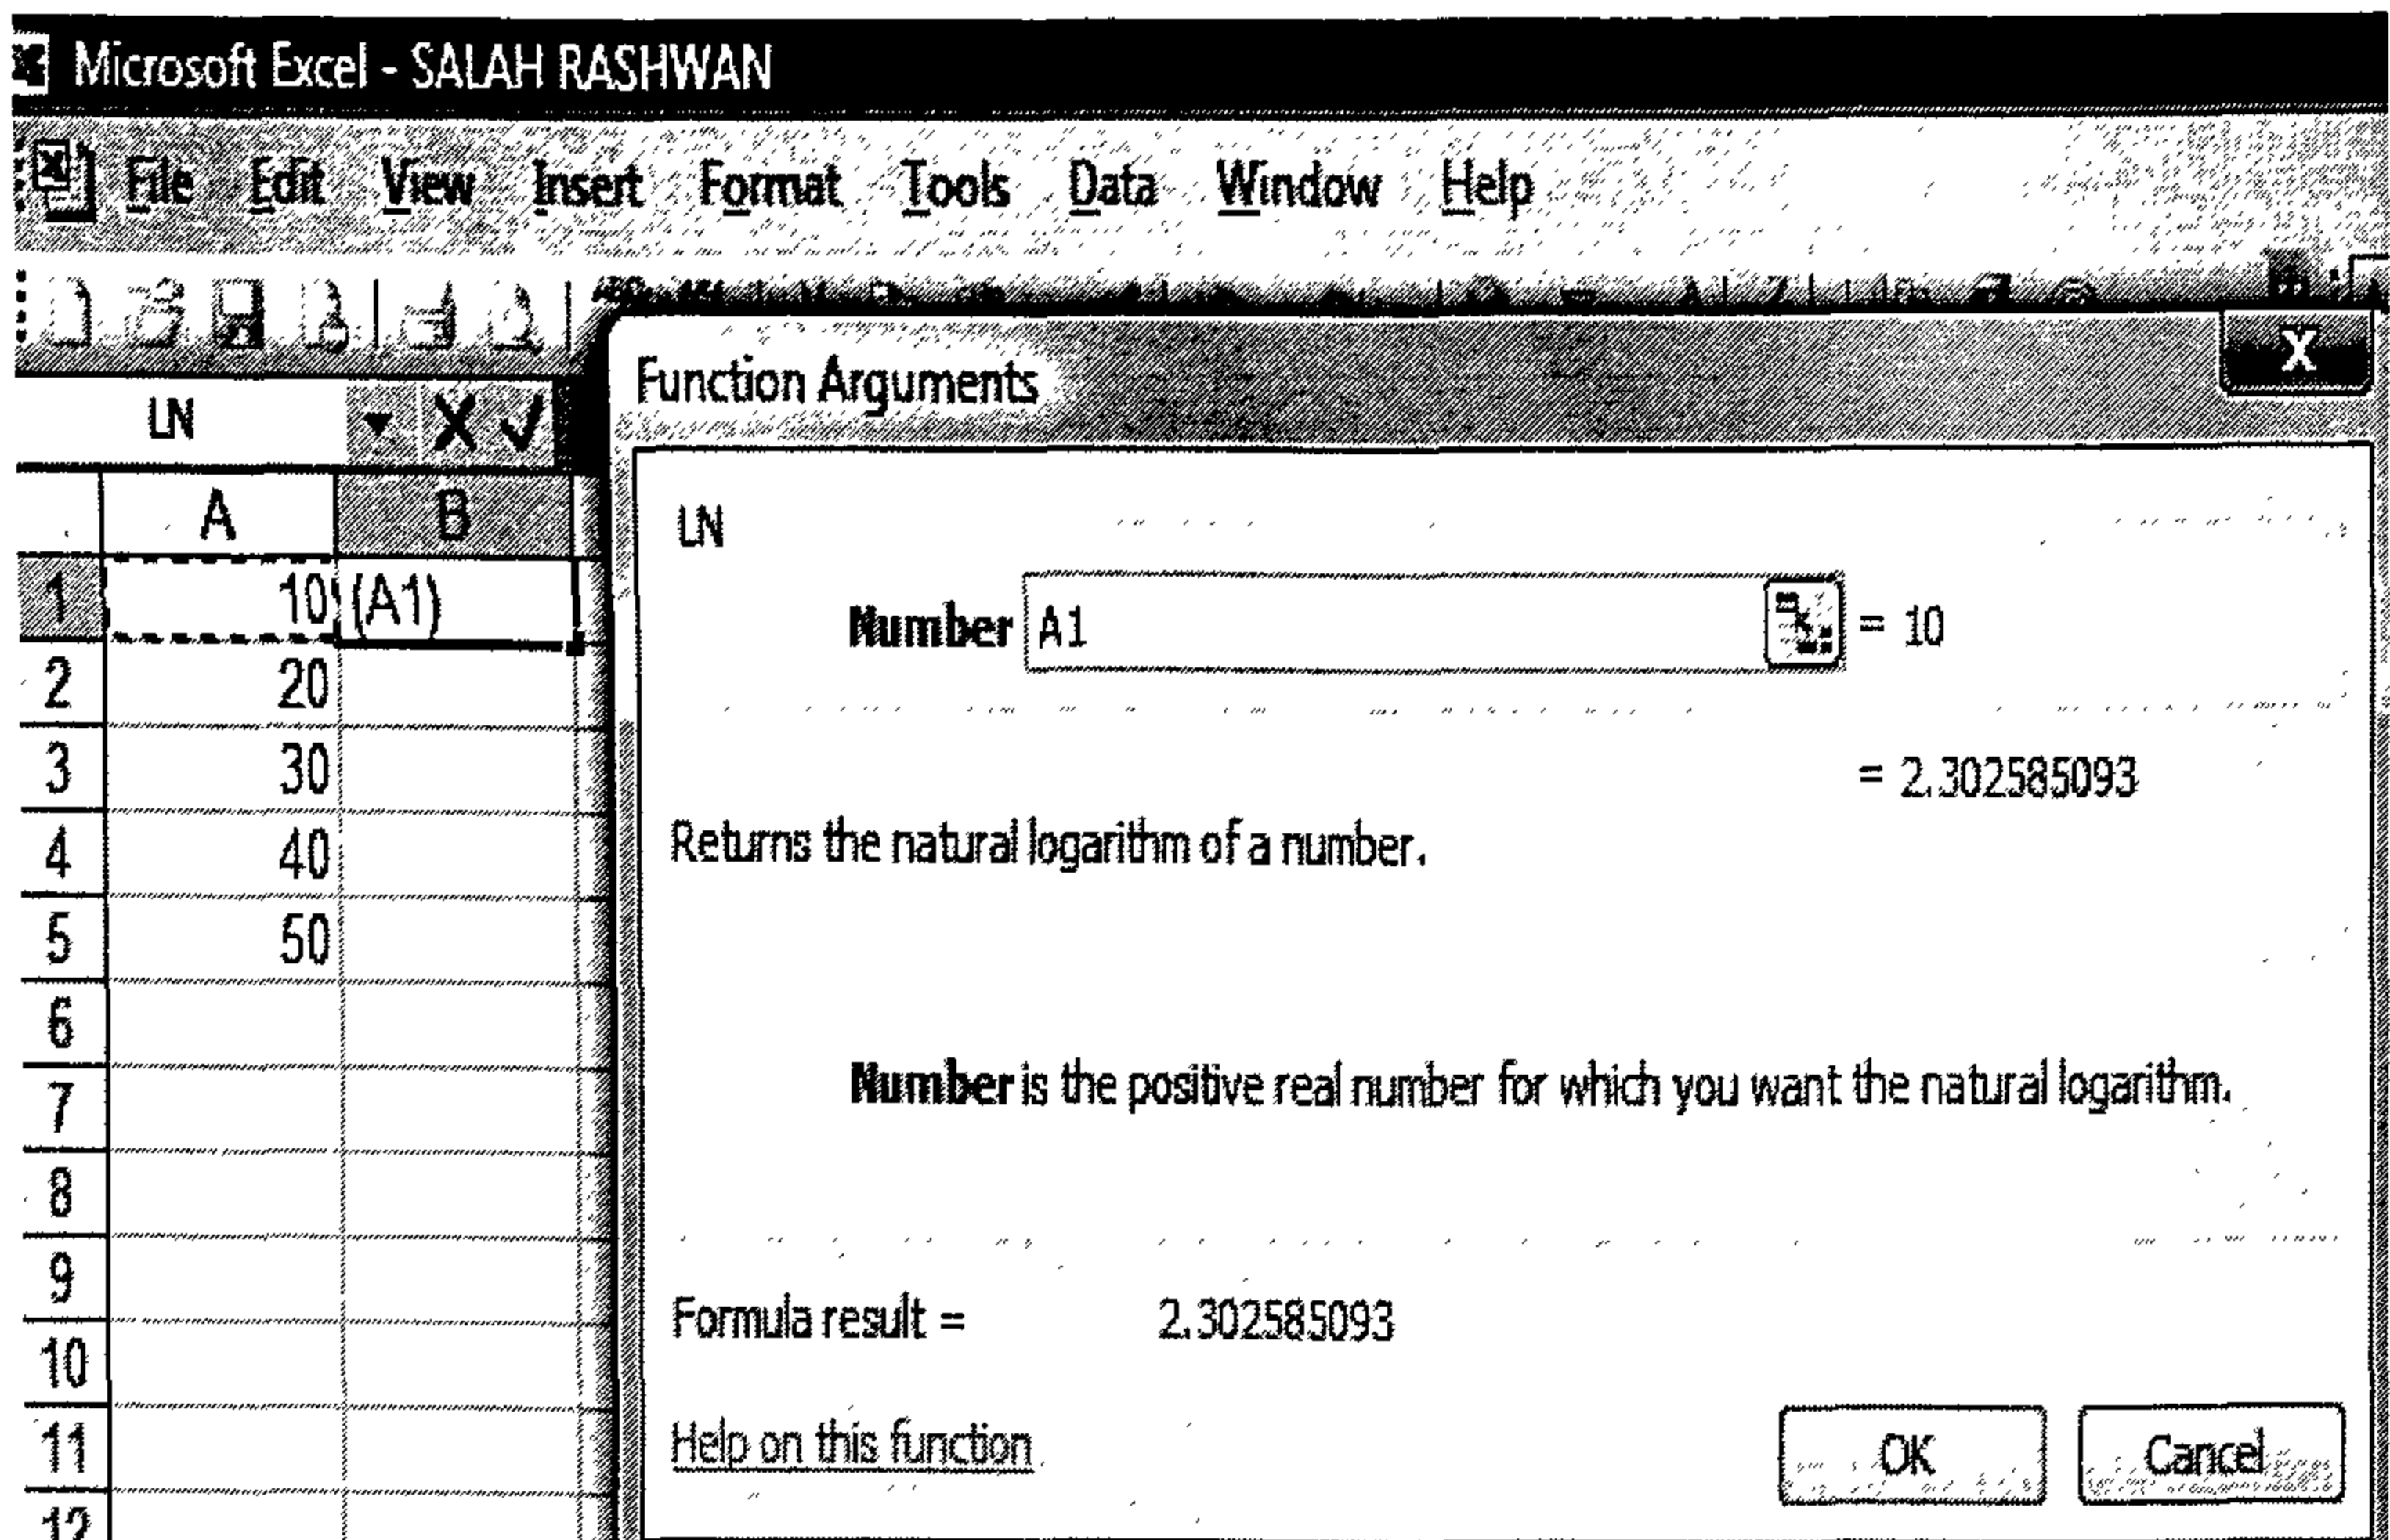 Microsoft Excel - SALAH RASHWAN
File Edit View Insert Format Tools Data Window Help
Function Arguments X
LN
A B
LN
1 10 (A1)
Number A1 = 10
2 20
3 30
= 2.302585093
4 40
Returns the natural logarithm of a number.
5 50
6
7
Number is the positive real number for which you want the natural logarithm.
8
9
Formula result = 2.302585093
10
11
Help on this function
OK Cancel
12